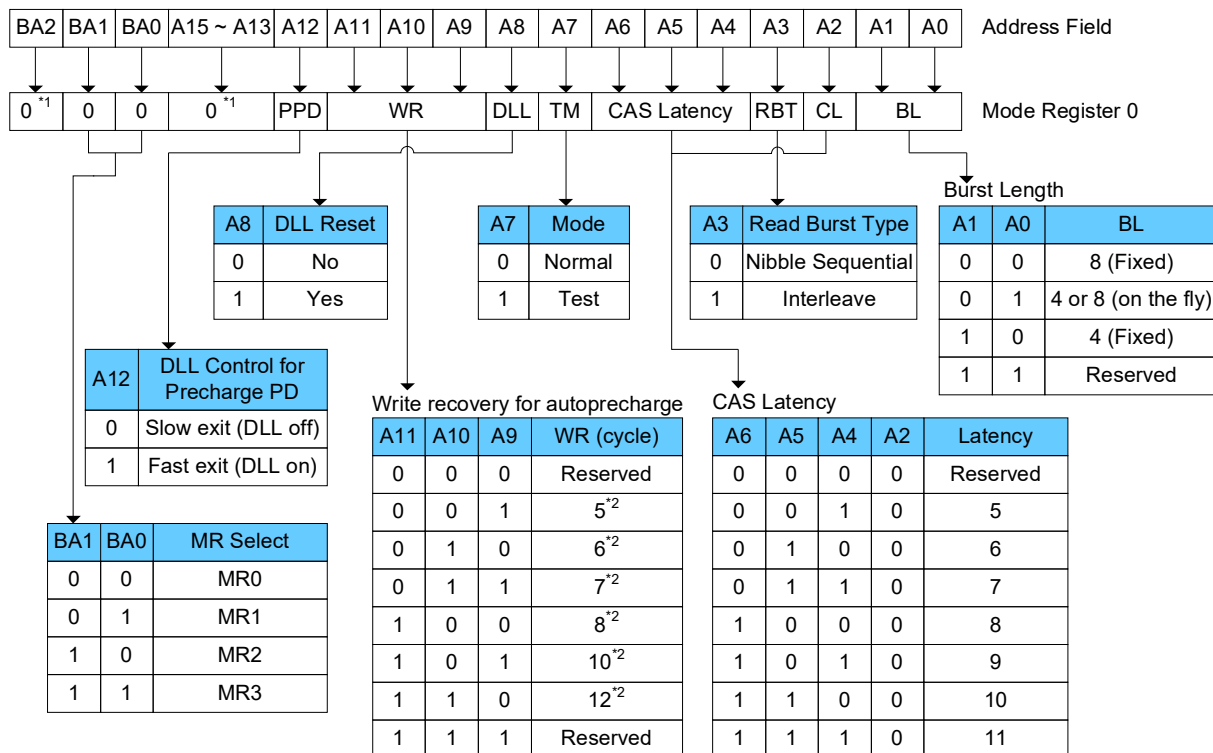 BA2 BA1 BA0 A15 ~ A13 A12 A11 A10 A9 A8 A7 A6 A5 A4 A3 A2 A1 A0 Address Field
0*1 0 0 0*1 PPD WR DLL TM CAS Latency RBT CL BL Mode Register 0
A8 DLL Reset
0 No
1 Yes
A7 Mode
0 Normal
1 Test
A3 Read Burst Type
0 Nibble Sequential
1 Interleave
Burst Length
A1 A0 BL
0 0 8 (Fixed)
0 1 4 or 8 (on the fly)
1 0 4 (Fixed)
1 1 Reserved
A12 DLL Control for
Precharge PD
0 Slow exit (DLL off)
1 Fast exit (DLL on)
BA1 BA0 MR Select
0 0 MR0
0 1 MR1
1 0 MR2
1 1 MR3
Write recovery for autoprecharge
A11 A10 A9 WR (cycle)
0 0 0 Reserved
0 0 1 5*2
0 1 0 6*2
0 1 1 7*2
1 0 0 8*2
1 0 1 10*2
1 1 0 12*2
1 1 1 Reserved
CAS Latency
A6 A5 A4 A2 Latency
0 0 0 0 Reserved
0 0 1 0 5
0 1 0 0 6
0 1 1 0 7
1 0 0 0 8
1 0 1 0 9
1 1 0 0 10
1 1 1 0 11